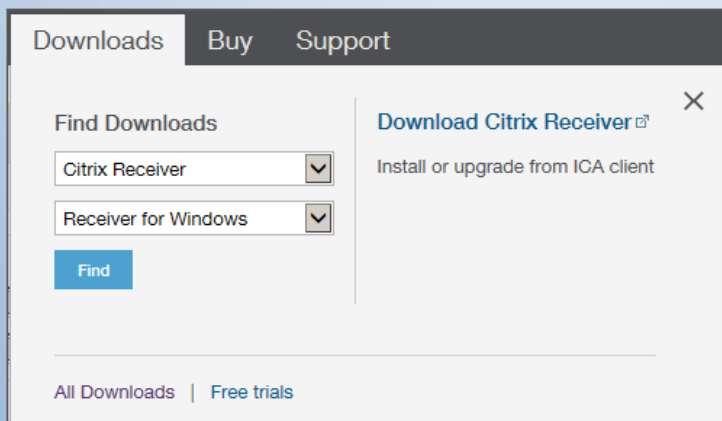 Downloads Buy Support
Find Downloads
Citrix Receiver
Receiver for Windows
Find
Download Citrix Receiver
Install or upgrade from ICA client
All Downloads | Free trials